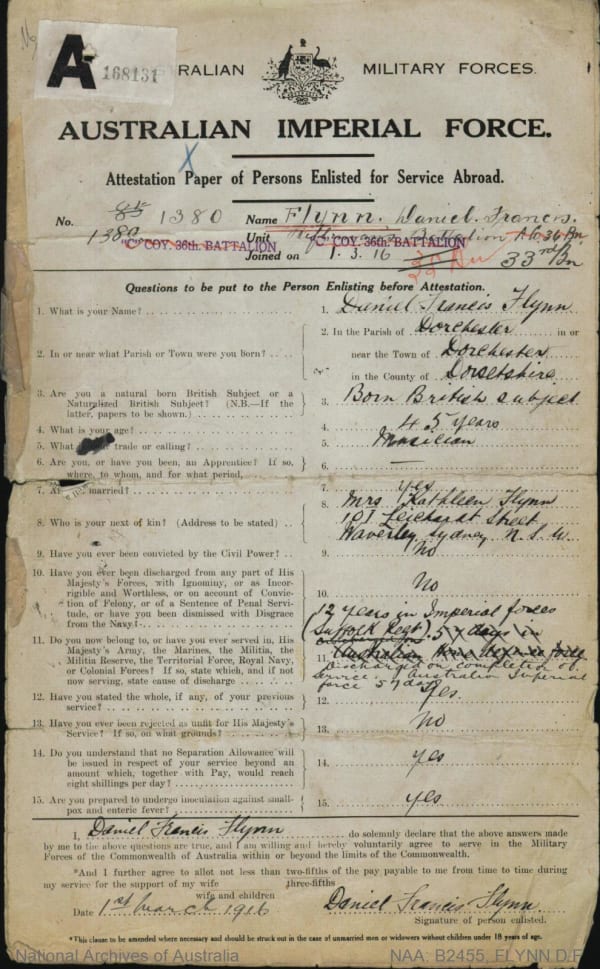 A
168131
RALIAN MILITARY FORCES.
AUSTRALIAN IMPERIAL FORCE.
X
Attestation Paper of Persons Enlisted for Service Abroad.
No. 1380 Name Flynn. Daniel. Francis.
1380 Unit Battalion
"C" COY. 36th. BATTALION "C" COY. 36th. BATTALION
Joined on 1. 3. 16 33rd Bn
Questions to be put to the Person Enlisting before Attestation.
1. What is your Name? 1. Daniel Francis Flynn
2. In or near what Parish or Town were you born? 2. In the Parish of Dorchester in or
near the Town of Dorchester
or in the County of Dorsetshire
3. Are you a natural born British Subject or a
Naturalized British Subject? (N.B.—If the
latter, papers to be shown.) 3. Born British subject
4. What is your age? 4. 45 years
5. What trade or calling? 5. Musician
6. Are you, or have you been, an Apprentice? If so,
where, to whom, and for what period, 6. —
7. married? 7. yes
8. Who is your next of kin? (Address to be stated) 8. Mrs Kathleen Flynn
101 Leichardt Street
Waverley, Sydney N.S.W.
9. Have you ever been convicted by the Civil Power? 9. No
10. Have you ever been discharged from any part of His
Majesty's Forces, with Ignominy, or as Incor-
rigible and Worthless, or on account of Convic-
tion of Felony, or of a Sentence of Penal Servi-
tude, or have you been dismissed with Disgrace
from the Navy? 10. No
11. Do you now belong to, or have you ever served in, His
Majesty's Army, the Marines, the Militia, the
Militia Reserve, the Territorial Force, Royal Navy,
or Colonial Forces? If so, state which, and if not
now serving, state cause of discharge 11. 12 years in Imperial forces
(Suffolk Regt). 57 days in
Discharged on completion of
service. Australian Imperial
force 57 days
12. Have you stated the whole, if any, of your previous
service? 12. Yes
13. Have you ever been rejected as unfit for His Majesty's
Service? If so, on what grounds? 13. No
14. Do you understand that no Separation Allowance will
be issued in respect of your service beyond an
amount which, together with Pay, would reach
eight shillings per day? 14. yes
15. Are you prepared to undergo inoculation against small-
pox and enteric fever? 15. yes
I, Daniel Francis Flynn do solemnly declare that the above answers made
by me to the above questions are true, and I am willing and hereby voluntarily agree to serve in the Military
Forces of the Commonwealth of Australia within or beyond the limits of the Commonwealth.
*And I further agree to allot not less than two-fifths of the pay payable to me from time to time during
three-fifths
my service for the support of my wife
wife and children
Date 1st March 1916 Daniel Francis Flynn
Signature of person enlisted.
*This clause to be amended where necessary and should be struck out in the case of unmarried men or widowers without children under 18 years of age.
National Archives of Australia NAA: B2455, FLYNN D F